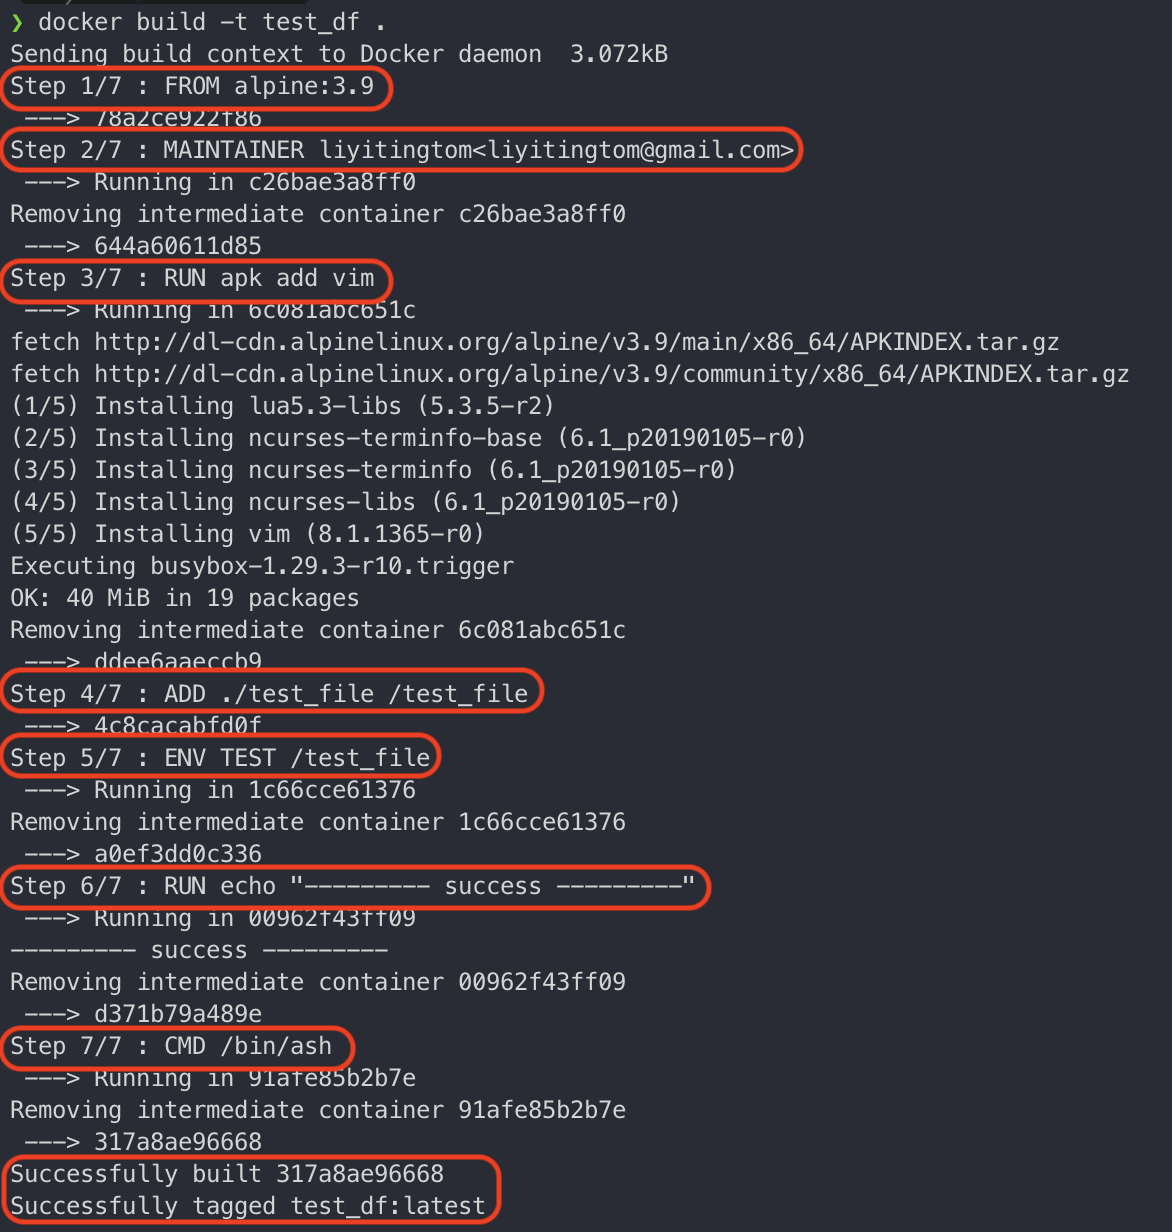 ❯ docker build -t test_df .
Sending build context to Docker daemon  3.072kB
Step 1/7 : FROM alpine:3.9
 ---> 78a2ce922f86
Step 2/7 : MAINTAINER liyitingtom<liyitingtom@gmail.com>
 ---> Running in c26bae3a8ff0
Removing intermediate container c26bae3a8ff0
 ---> 644a60611d85
Step 3/7 : RUN apk add vim
 ---> Running in 6c081abc651c
fetch http://dl-cdn.alpinelinux.org/alpine/v3.9/main/x86_64/APKINDEX.tar.gz
fetch http://dl-cdn.alpinelinux.org/alpine/v3.9/community/x86_64/APKINDEX.tar.gz
(1/5) Installing lua5.3-libs (5.3.5-r2)
(2/5) Installing ncurses-terminfo-base (6.1_p20190105-r0)
(3/5) Installing ncurses-terminfo (6.1_p20190105-r0)
(4/5) Installing ncurses-libs (6.1_p20190105-r0)
(5/5) Installing vim (8.1.1365-r0)
Executing busybox-1.29.3-r10.trigger
OK: 40 MiB in 19 packages
Removing intermediate container 6c081abc651c
 ---> ddee6aaeccb9
Step 4/7 : ADD ./test_file /test_file
 ---> 4c8cacabfd0f
Step 5/7 : ENV TEST /test_file
 ---> Running in 1c66cce61376
Removing intermediate container 1c66cce61376
 ---> a0ef3dd0c336
Step 6/7 : RUN echo "--------- success ---------"
 ---> Running in 00962f43ff09
--------- success ---------
Removing intermediate container 00962f43ff09
 ---> d371b79a489e
Step 7/7 : CMD /bin/ash
 ---> Running in 91afe85b2b7e
Removing intermediate container 91afe85b2b7e
 ---> 317a8ae96668
Successfully built 317a8ae96668
Successfully tagged test_df:latest